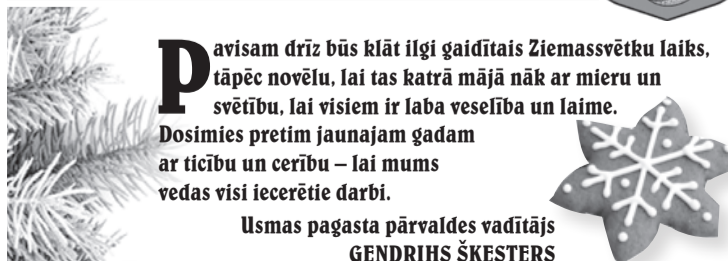 Pavisam drīz būs klāt ilgi gaidītais Ziemassvētku laiks,
tāpēc novēlu, lai tas katrā mājā nāk ar mieru un
svētību, lai visiem ir laba veselība un laime.
Dosimies pretim jaunajam gadam
ar ticību un cerību – lai mums
vedas visi iecerētie darbi.
Usmas pagasta pārvaldes vadītājs
GENDRIHS ŠĶESTERS